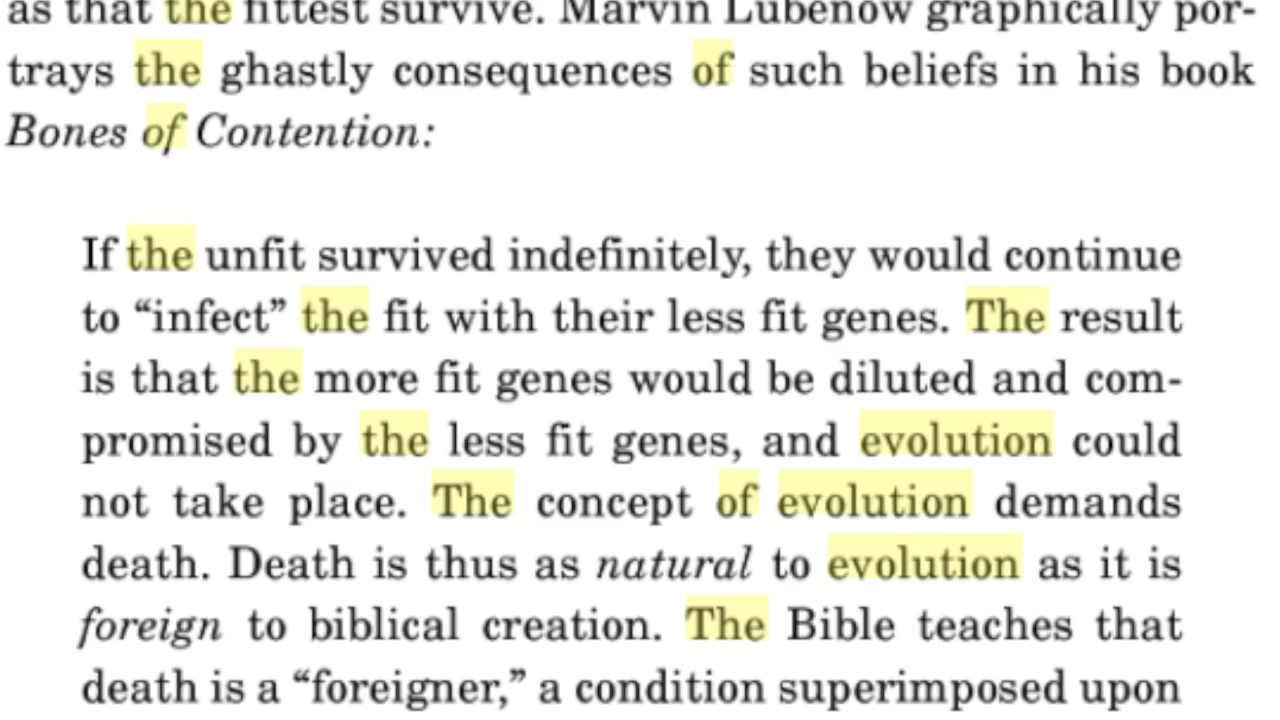 as that the fittest survive. Marvin Lubenow graphically por-
trays the ghastly consequences of such beliefs in his book
Bones of Contention:
If the unfit survived indefinitely, they would continue
to “infect” the fit with their less fit genes. The result
is that the more fit genes would be diluted and com-
promised by the less fit genes, and evolution could
not take place. The concept of evolution demands
death. Death is thus as natural to evolution as it is
foreign to biblical creation. The Bible teaches that
death is a “foreigner,” a condition superimposed upon